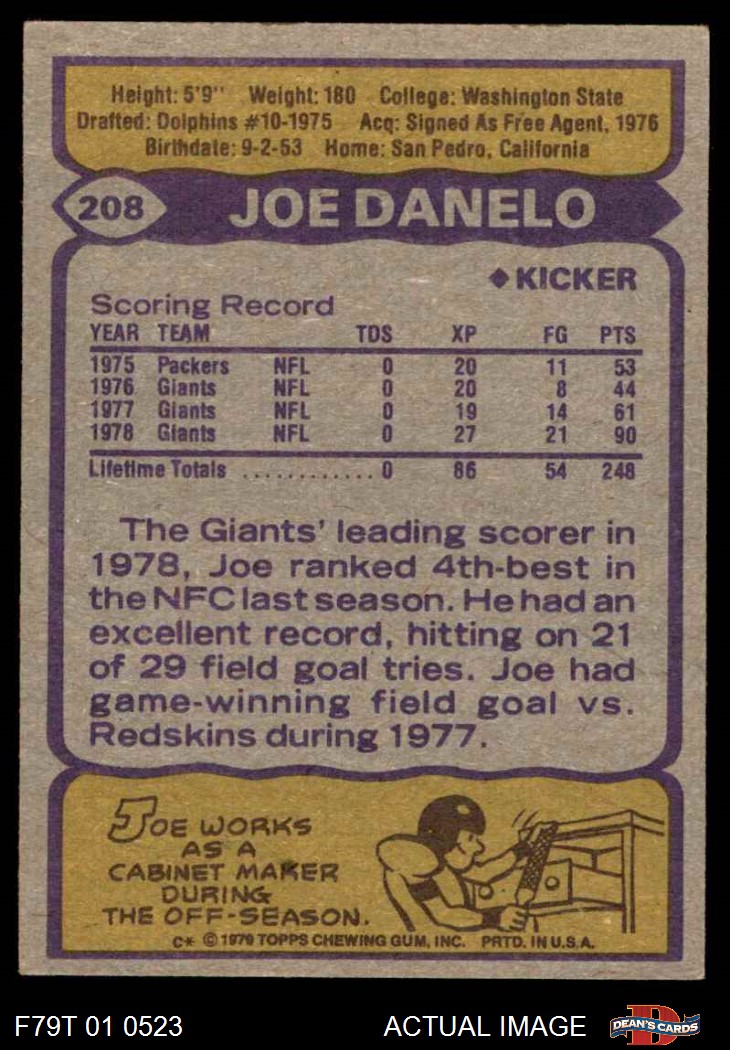 Height: 5'9'' Weight: 180 College: Washington State
Drafted: Dolphins #10-1975 Acq: Signed As Free Agent, 1976
Birthdate: 9-2-53 Home: San Pedro, California
208 JOE DANELO
◆ KICKER
Scoring Record
YEAR TEAM TDS XP FG PTS
1975 Packers NFL 0 20 11 53
1976 Giants NFL 0 20 8 44
1977 Giants NFL 0 19 14 61
1978 Giants NFL 0 27 21 90
Lifetime Totals ............ 0 86 54 248
The Giants' leading scorer in
1978, Joe ranked 4th-best in
the NFC last season. He had an
excellent record, hitting on 21
of 29 field goal tries. Joe had
game-winning field goal vs.
Redskins during 1977.
JOE WORKS
AS A
CABINET MAKER
DURING
THE OFF-SEASON.
C* © 1979 TOPPS CHEWING GUM, INC. PRTD. IN U.S.A.
F79T 01 0523 ACTUAL IMAGE D DEAN'S CARDS